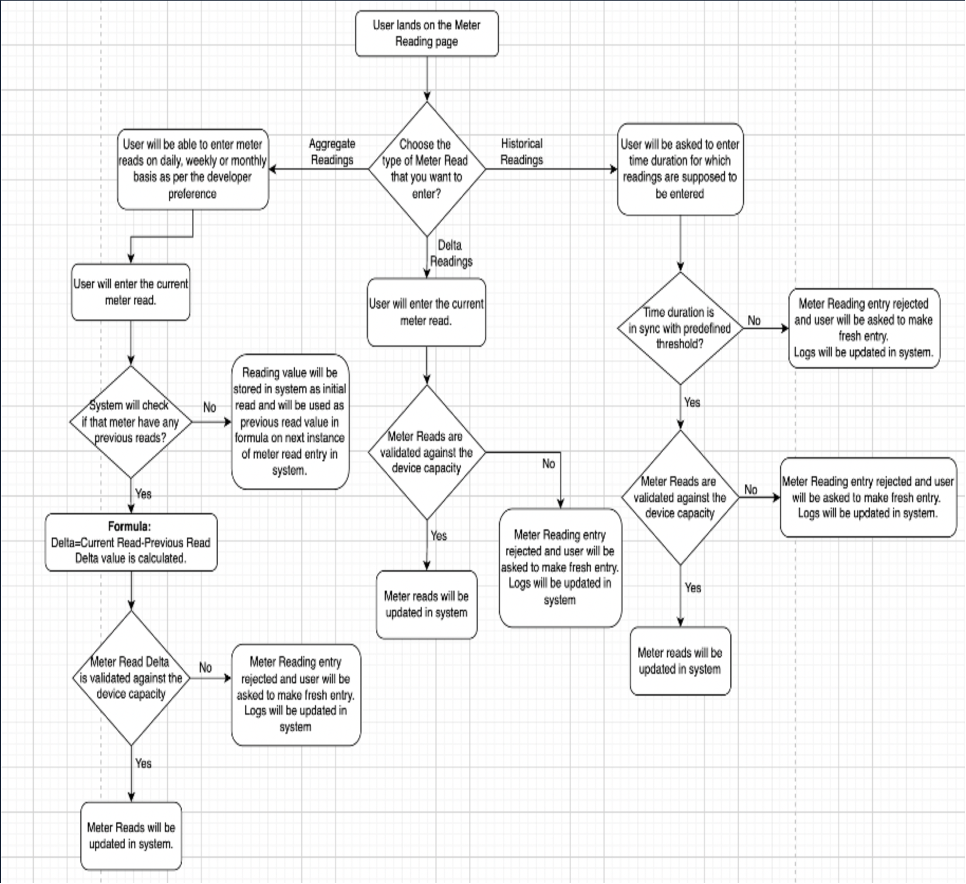 User lands on the Meter
Reading page
Choose the
type of Meter Read
that you want to
enter?
Aggregate
Readings
Historical
Readings
Delta
Readings
User will be able to enter meter
reads on daily, weekly or monthly
basis as per the developer
preference
User will enter the current
meter read.
System will check
if that meter have any
previous reads?
No
Reading value will be
stored in system as initial
read and will be used as
previous read value in
formula on next instance
of meter read entry in
system.
Yes
Formula:
Delta=Current Read-Previous Read
Delta value is calculated.
Meter Read Delta
is validated against the
device capacity
No
Meter Reading entry
rejected and user will be
asked to make fresh entry.
Logs will be updated in
system
Yes
Meter Reads will be
updated in system.
User will enter the current
meter read.
Meter Reads are
validated against the
device capacity
No
Meter Reading entry
rejected and user will be
asked to make fresh entry.
Logs will be updated in
system
Yes
Meter reads will be
updated in system
User will be asked to enter
time duration for which
readings are supposed to
be entered
Time duration is
in sync with predefined
threshold?
No
Meter Reading entry rejected
and user will be asked to make
fresh entry.
Logs will be updated in system.
Yes
Meter Reads are
validated against the
device capacity
No
Meter Reading entry rejected and user
will be asked to make fresh entry.
Logs will be updated in system.
Yes
Meter reads will be
updated in system